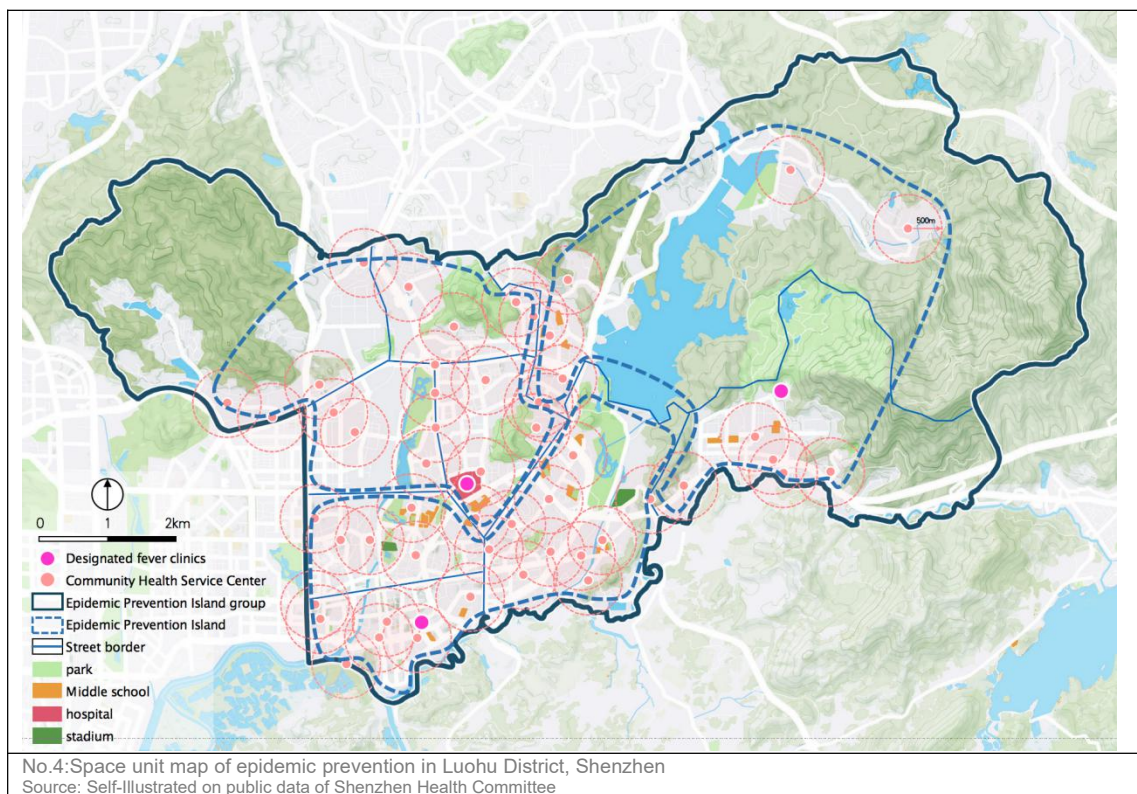 500m
0 1 2km
Designated fever clinics
Community Health Service Center
Epidemic Prevention Island group
Epidemic Prevention Island
Street border
park
Middle school
hospital
stadium
No.4:Space unit map of epidemic prevention in Luohu District, Shenzhen
Source: Self-Illustrated on public data of Shenzhen Health Committee